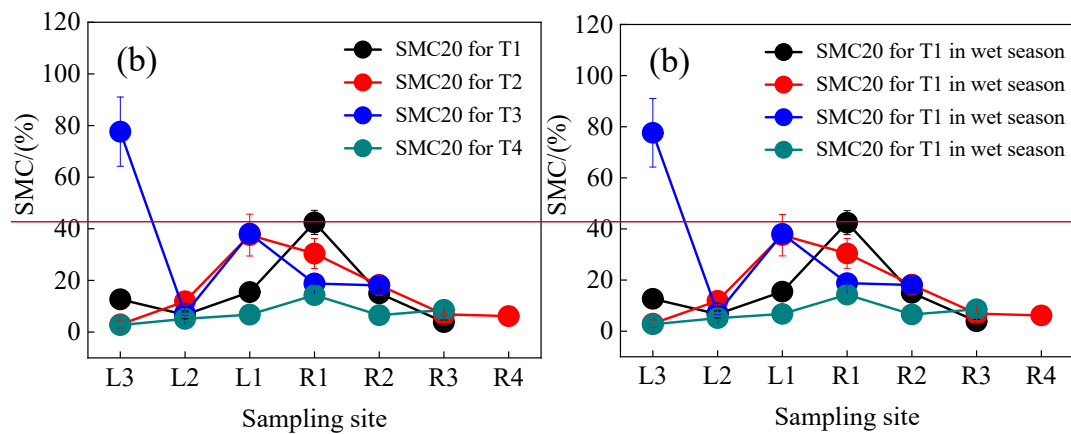 120
100
80
60
40
20
0
SMC/(%)
(b)
SMC20 for T1
SMC20 for T2
SMC20 for T3
SMC20 for T4
L3 L2 L1 R1 R2 R3 R4
Sampling site
120
100
80
60
40
20
0
SMC/(%)
(b)
SMC20 for T1 in wet season
SMC20 for T1 in wet season
SMC20 for T1 in wet season
SMC20 for T1 in wet season
L3 L2 L1 R1 R2 R3 R4
Sampling site